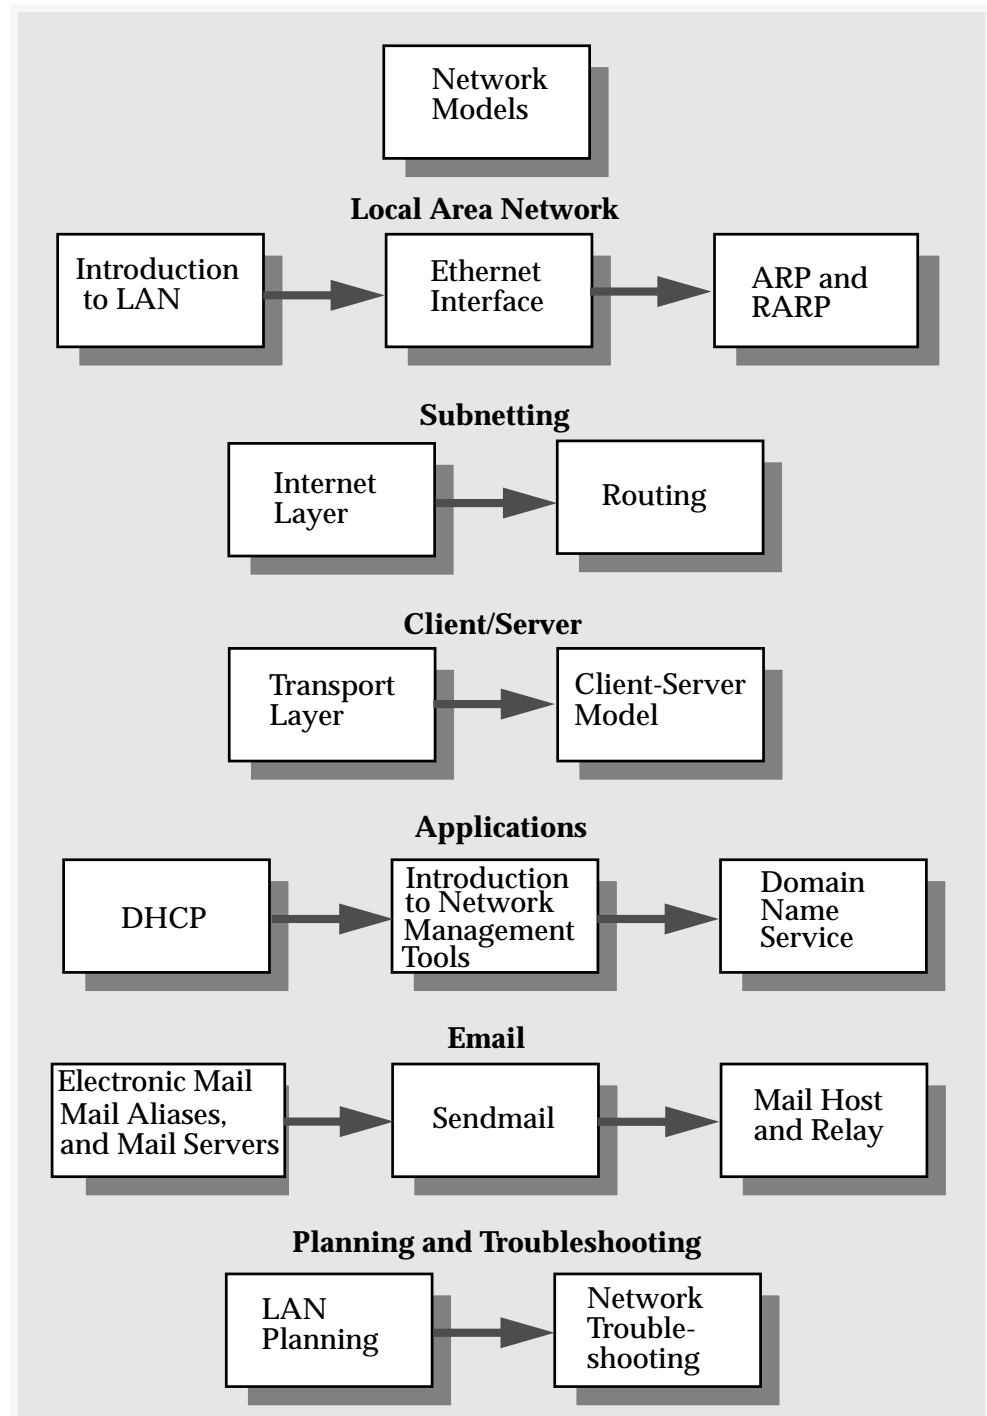 Network
Models
Local Area Network
Introduction
to LAN
Ethernet
Interface
ARP and
RARP
Subnetting
Internet
Layer
Routing
Client/Server
Transport
Layer
Client-Server
Model
Applications
DHCP
Introduction
to Network
Management
Tools
Domain
Name
Service
Email
Electronic Mail
Mail Aliases,
and Mail Servers
Sendmail
Mail Host
and Relay
Planning and Troubleshooting
LAN
Planning
Network
Trouble-
shooting